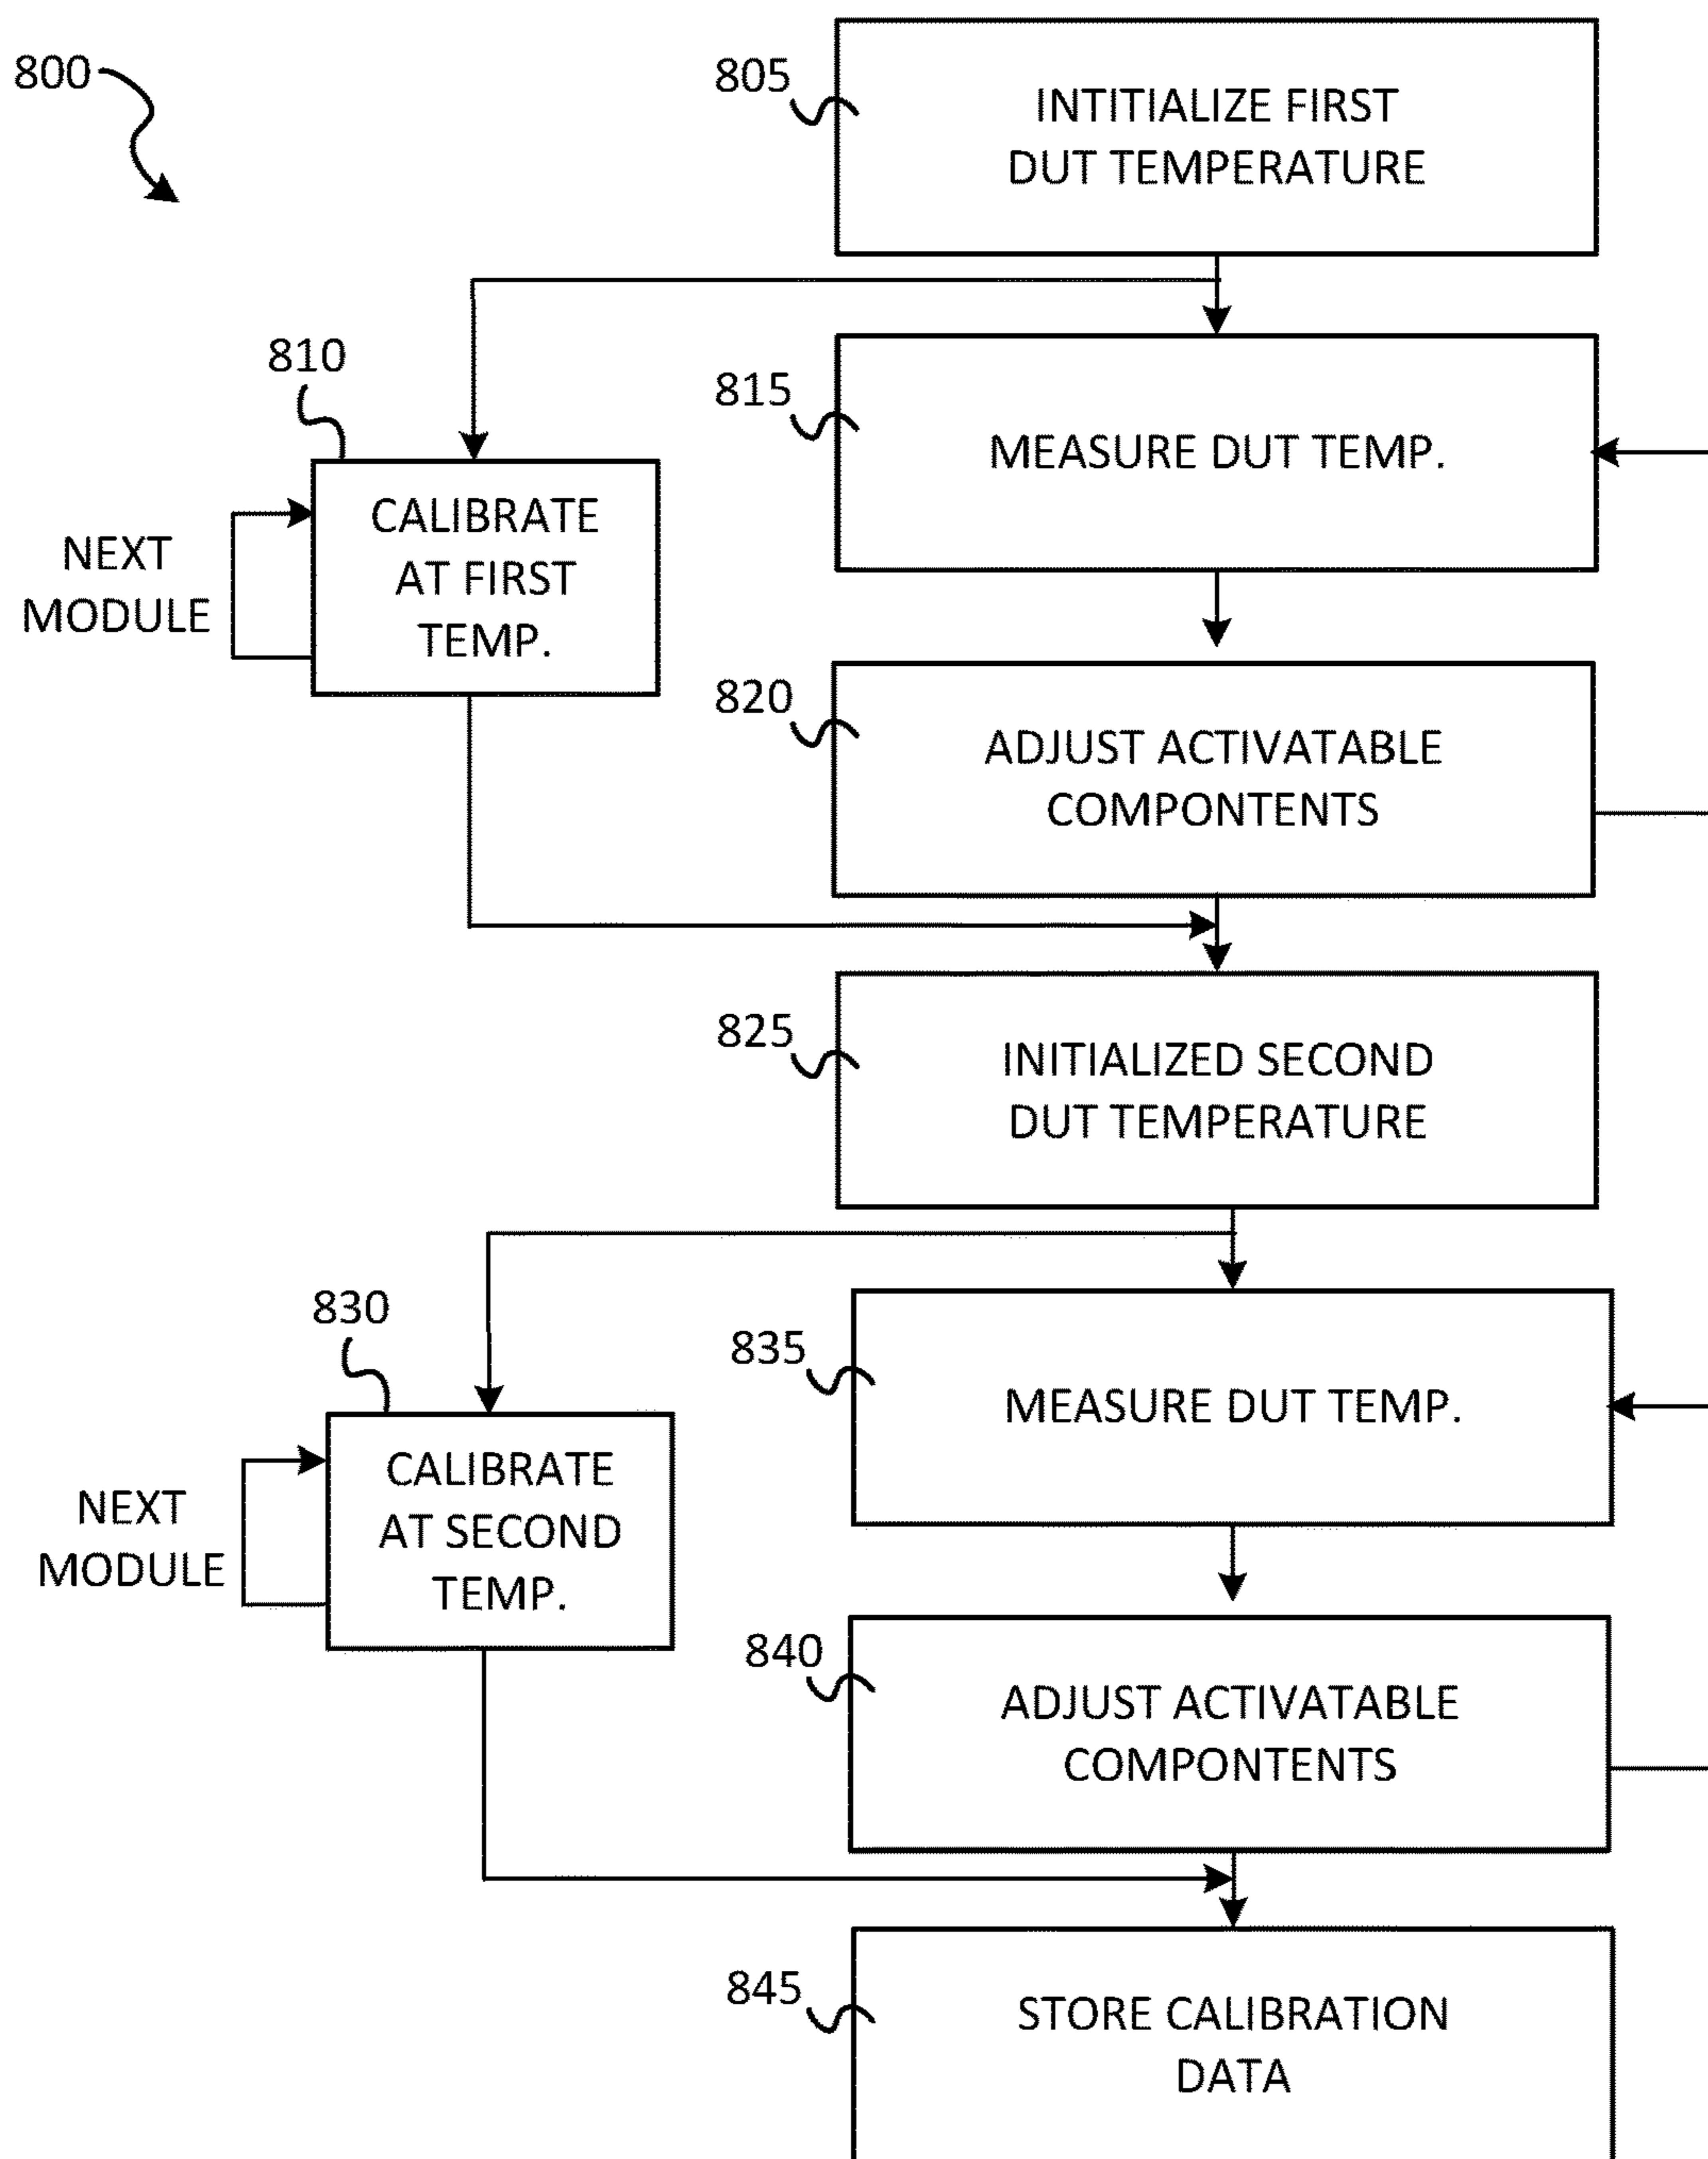 800
805
INTITIALIZE FIRST
DUT TEMPERATURE
810
815
MEASURE DUT TEMP.
CALIBRATE
AT FIRST
TEMP.
NEXT
MODULE
820
ADJUST ACTIVATABLE
COMPONTENTS
825
INITIALIZED SECOND
DUT TEMPERATURE
830
835
MEASURE DUT TEMP.
CALIBRATE
AT SECOND
TEMP.
NEXT
MODULE
840
ADJUST ACTIVATABLE
COMPONTENTS
845
STORE CALIBRATION
DATA